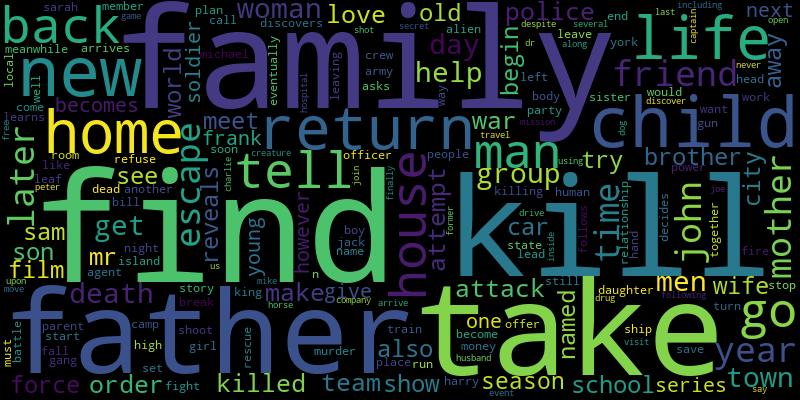 sarah
member
game
plan
call
woman
love
old
police
life
next
last
including
captain
open
back
meanwhile
arrives
family
discovers
shot
despite
several
secret
alien
day
dr
leave
along
end
york
friend
away
never
head
discover
new
world
soldier
eventually
michael
leaving
crew
army
asks
help
way
begin
left
body
party
sister
would
want
work
gun
local
well
come
learns
becomes
home
meet
frank
return
hospital
mission
war
people
man
travel
child
dog
free
room
like
leaf
peter
refuse
see
dead
another
bill
escape
soon
tell
creature
charlie
officer
join
finally
house
attempt
group
killing
using
try
human
brother
power
city
mother
later
find
kill
sam
son
get
mr
reveals
young
however
boy
jack
name
n
us
former
car
state
lead
drive
inside
follows
time
relationship
hand
decides
john
together
joe
fire
film
upon
move
night
island
agent
death
story
king
mike
make
give
company
horse
father
take
attack
named
men
daughter
drug
following
wife
stop
go
must
battle
parent
start
fall
gang
camp
high
set
break
shoot
girl
rescue
murder
train
place
arrive
also
run
one
offer
become
money
husband
still
ship
visit
turn
save
year
force
order
fight
killed
team
show
harry
season
event
school
series
town
say